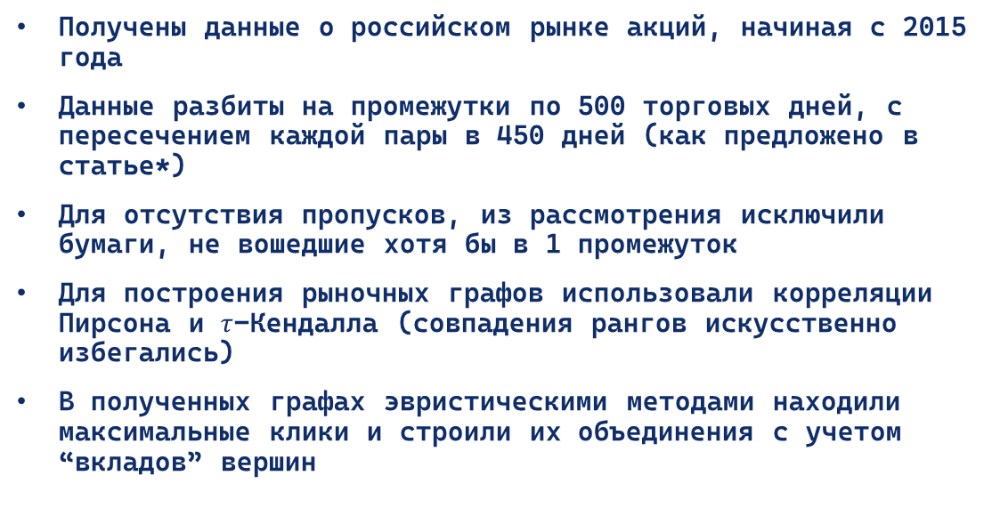 • Получены данные о российском рынке акций, начиная с 2015
года
• Данные разбиты на промежутки по 500 торговых дней, с
пересечением каждой пары в 450 дней (как предложено в
статье*)
• Для отсутствия пропусков, из рассмотрения исключили
бумаги, не вошедшие хотя бы в 1 промежуток
• Для построения рыночных графов использовали корреляции
Пирсона и τ–Кендалла (совпадения рангов искусственно
избегались)
• В полученных графах эвристическими методами находили
максимальные клики и строили их объединения с учетом
“вкладов” вершин